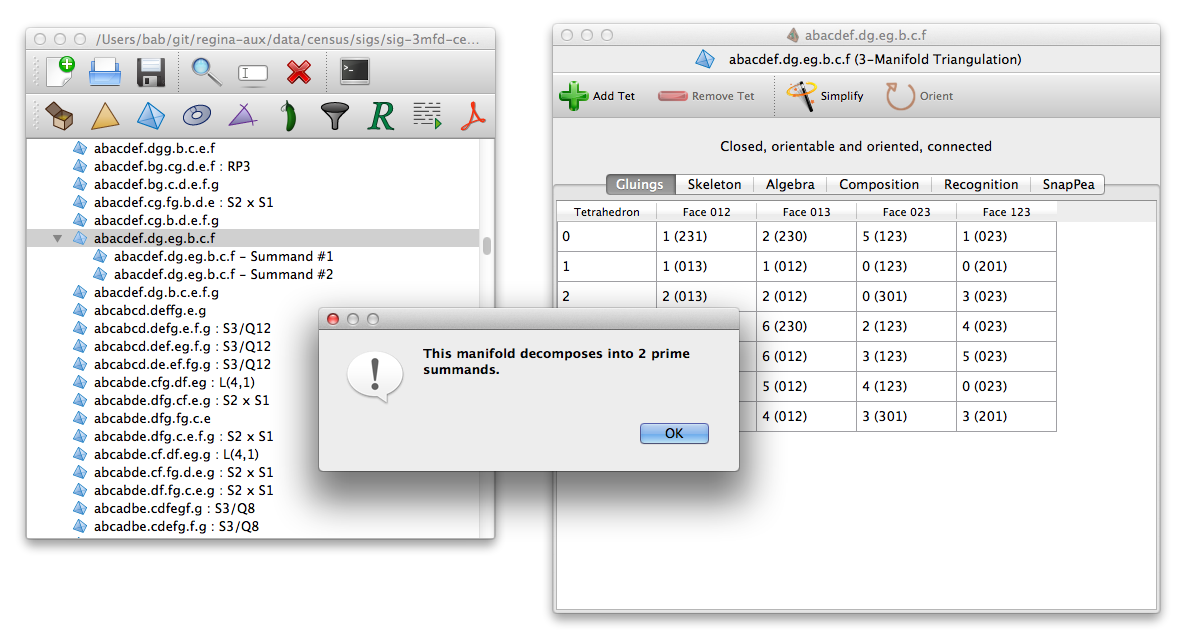 /Users/bab/git/regina-aux/data/census/sigs/sig-3mfd-ce...
>_
R
abacdef.dgg.b.c.e.f
abacdef.bg.cg.d.e.f : RP3
abacdef.bg.c.d.e.f.g
abacdef.cg.fg.b.d.e : S2 x S1
abacdef.cg.b.d.e.f.g
abacdef.dg.eg.b.c.f
abacdef.dg.eg.b.c.f - Summand #1
abacdef.dg.eg.b.c.f - Summand #2
abacdef.dg.b.c.e.f.g
abcabcd.deffg.e.g
abcabcd.defg.e.f.g : S3/Q12
abcabcd.def.eg.f.g : S3/Q12
abcabcd.de.ef.fg.g : S3/Q12
abcabde.cfg.df.eg : L(4,1)
abcabde.dfg.cf.e.g : S2 x S1
abcabde.dfg.fg.c.e
abcabde.dfg.c.e.f.g : S2 x S1
abcabde.cf.df.eg.g : L(4,1)
abcabde.cf.fg.d.e.g : S2 x S1
abcabde.df.fg.c.e.g : S2 x S1
abcadbe.cdfegf.g : S3/Q8
abcadbe.cdefg.f.g : S3/Q8
abacdef.dg.eg.b.c.f
abacdef.dg.eg.b.c.f (3-Manifold Triangulation)
Add Tet Remove Tet Simplify Orient
Closed, orientable and oriented, connected
Gluings Skeleton Algebra Composition Recognition SnapPea
Tetrahedron Face 012 Face 013 Face 023 Face 123
0 1 (231) 2 (230) 5 (123) 1 (023)
1 1 (013) 1 (012) 0 (123) 0 (201)
2 2 (013) 2 (012) 0 (301) 3 (023)
6 (230) 2 (123) 4 (023)
6 (012) 3 (123) 5 (023)
5 (012) 4 (123) 0 (023)
4 (012) 3 (301) 3 (201)
This manifold decomposes into 2 prime
summands.
OK